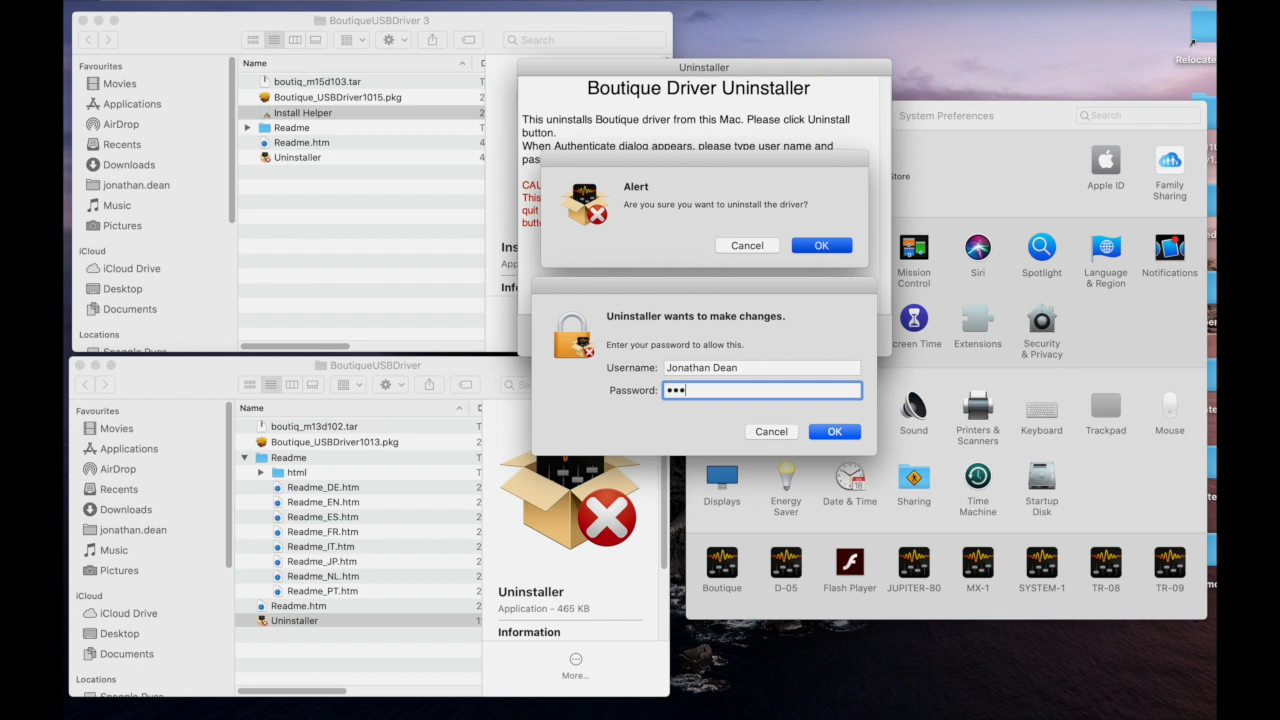 BoutiqueUSBDriver 3
Search
Favourites
Movies
Applications
AirDrop
Recents
Downloads
jonathan.dean
Music
Pictures
iCloud
iCloud Drive
Desktop
Documents
Locations
Name
boutiq_m15d103.tar
Boutique_USBDriver1015.pkg
Install Helper
Readme
Readme.htm
Uninstaller
Uninstaller
Boutique Driver Uninstaller
This uninstalls Boutique driver from this Mac. Please click Uninstall
button.
When Authenticate dialog appears, please type user name and
This
quit
Alert
Are you sure you want to uninstall the driver?
Cancel
OK
Uninstaller wants to make changes.
Enter your password to allow this.
Username: Jonathan Dean
Password: •••
Cancel
OK
System Preferences
Search
Apple ID
Family
Sharing
Mission
Control
Siri
Spotlight
Language
& Region
Notifications
Time
Extensions
Security
& Privacy
Sound
Printers &
Scanners
Keyboard
Trackpad
Mouse
Displays
Energy
Saver
Date & Time
Sharing
Time
Machine
Startup
Disk
Boutique
D-05
Flash Player
JUPITER-80
MX-1
SYSTEM-1
TR-08
TR-09
BoutiqueUSBDriver
Favourites
Movies
Applications
AirDrop
Recents
Downloads
jonathan.dean
Music
Pictures
iCloud
iCloud Drive
Desktop
Documents
Locations
Name
boutiq_m13d102.tar
Boutique_USBDriver1013.pkg
Readme
html
Readme_DE.htm
Readme_EN.htm
Readme_ES.htm
Readme_FR.htm
Readme_IT.htm
Readme_JP.htm
Readme_NL.htm
Readme_PT.htm
Readme.htm
Uninstaller
Uninstaller
Application - 465 KB
Information
More...